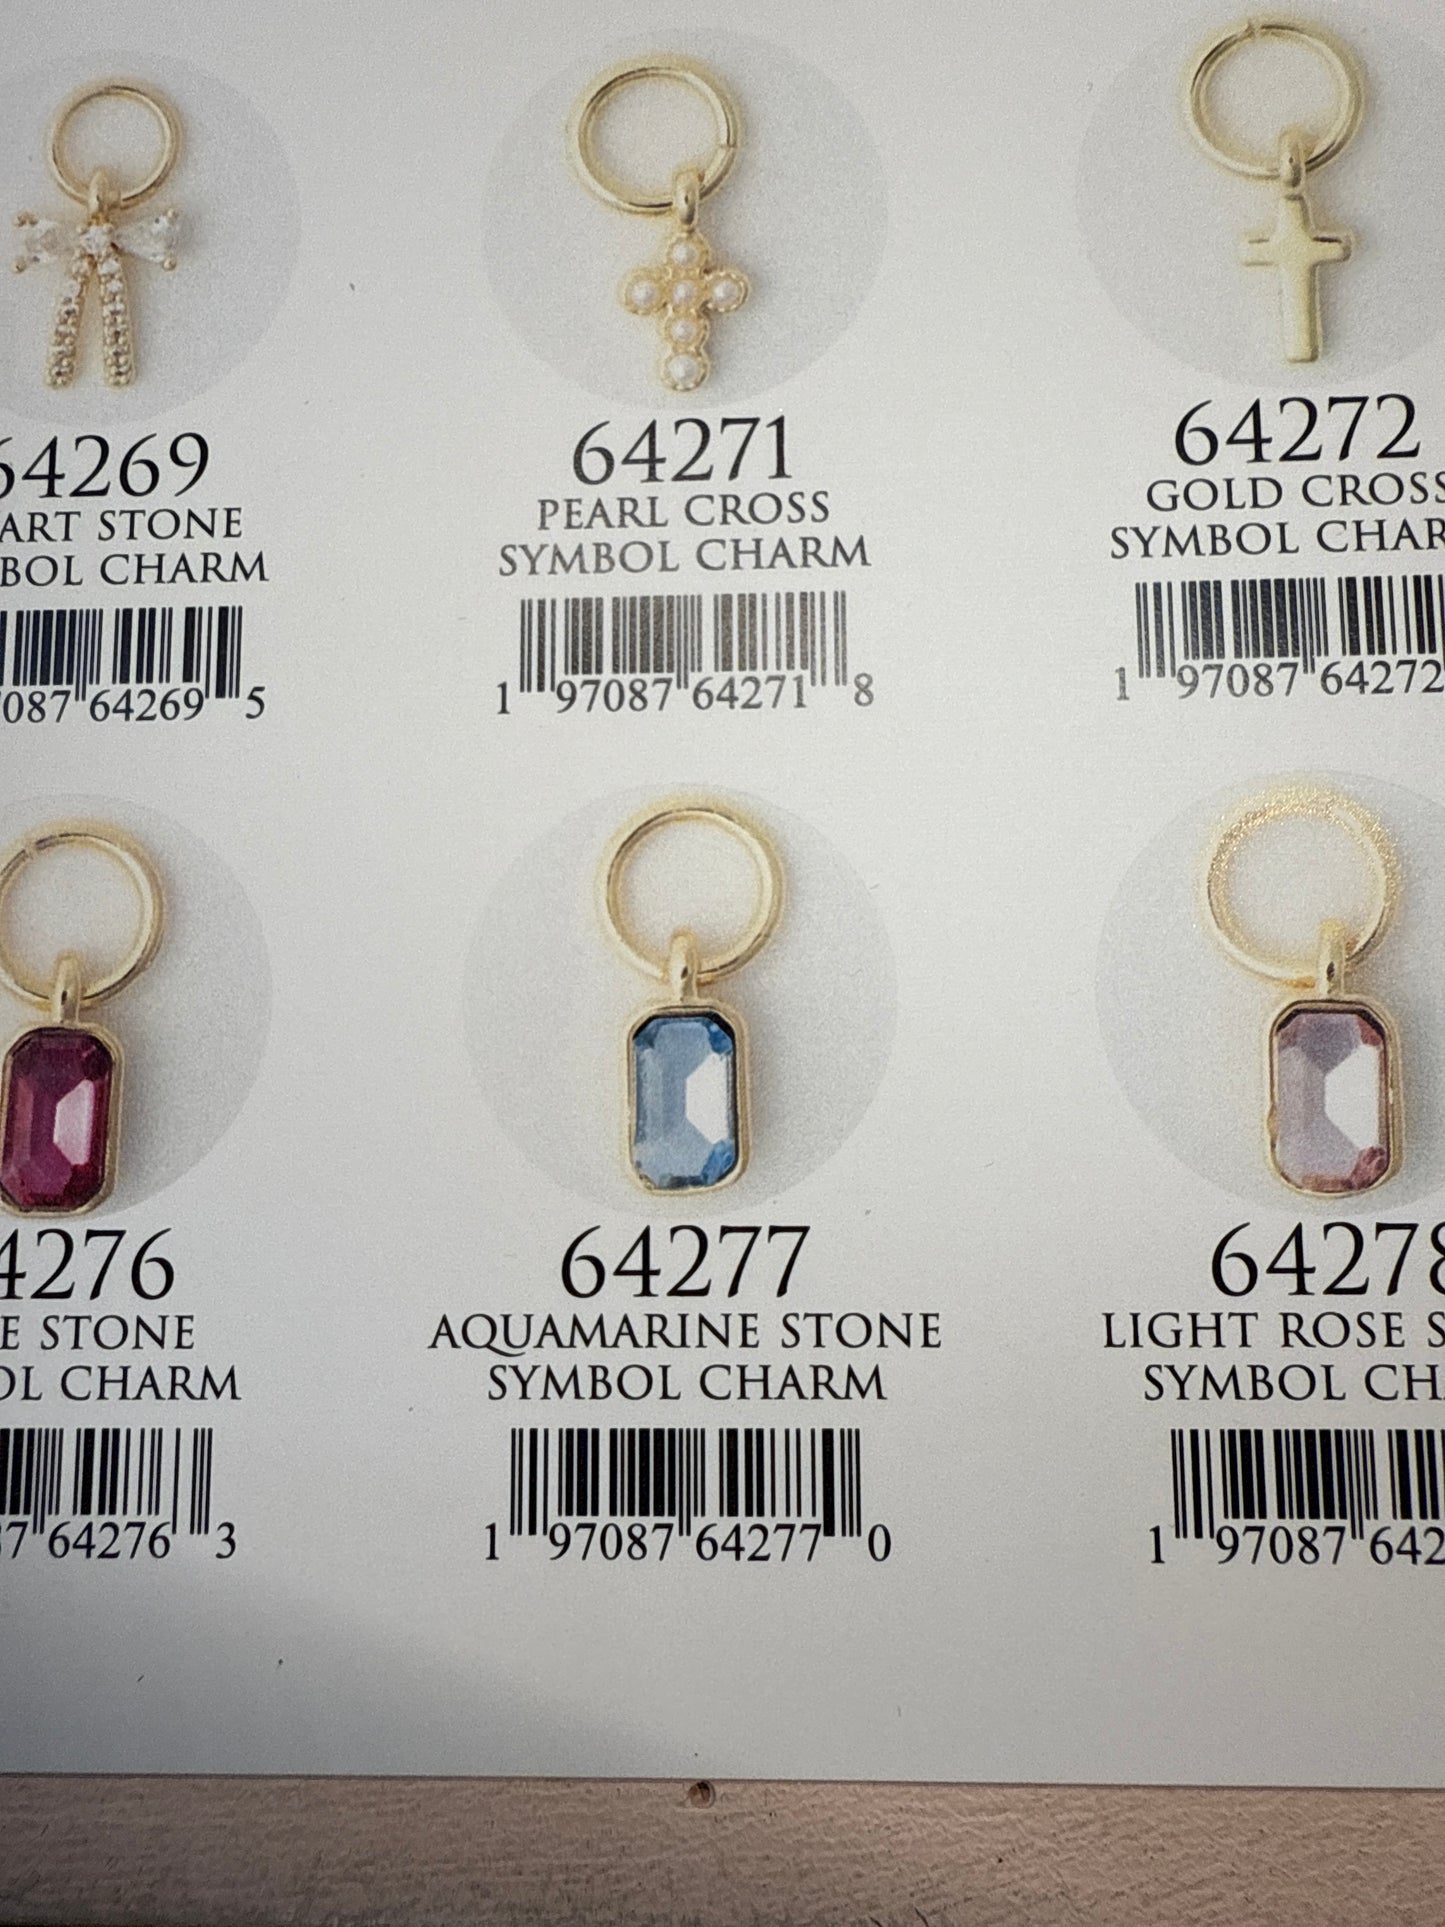 64269
64271
64272
ART STONE
PEARL CROSS
GOLD CROSS
BOL CHARM
SYMBOL CHARM
SYMBOL CHAR
087 64269 5
1 97087 64271 8
1 97087 64272
4276
64277
64278
E STONE
AQUAMARINE STONE
LIGHT ROSE S
OL CHARM
SYMBOL CHARM
SYMBOL CH
7 64276 3
1 97087 64277 0
1 97087 642